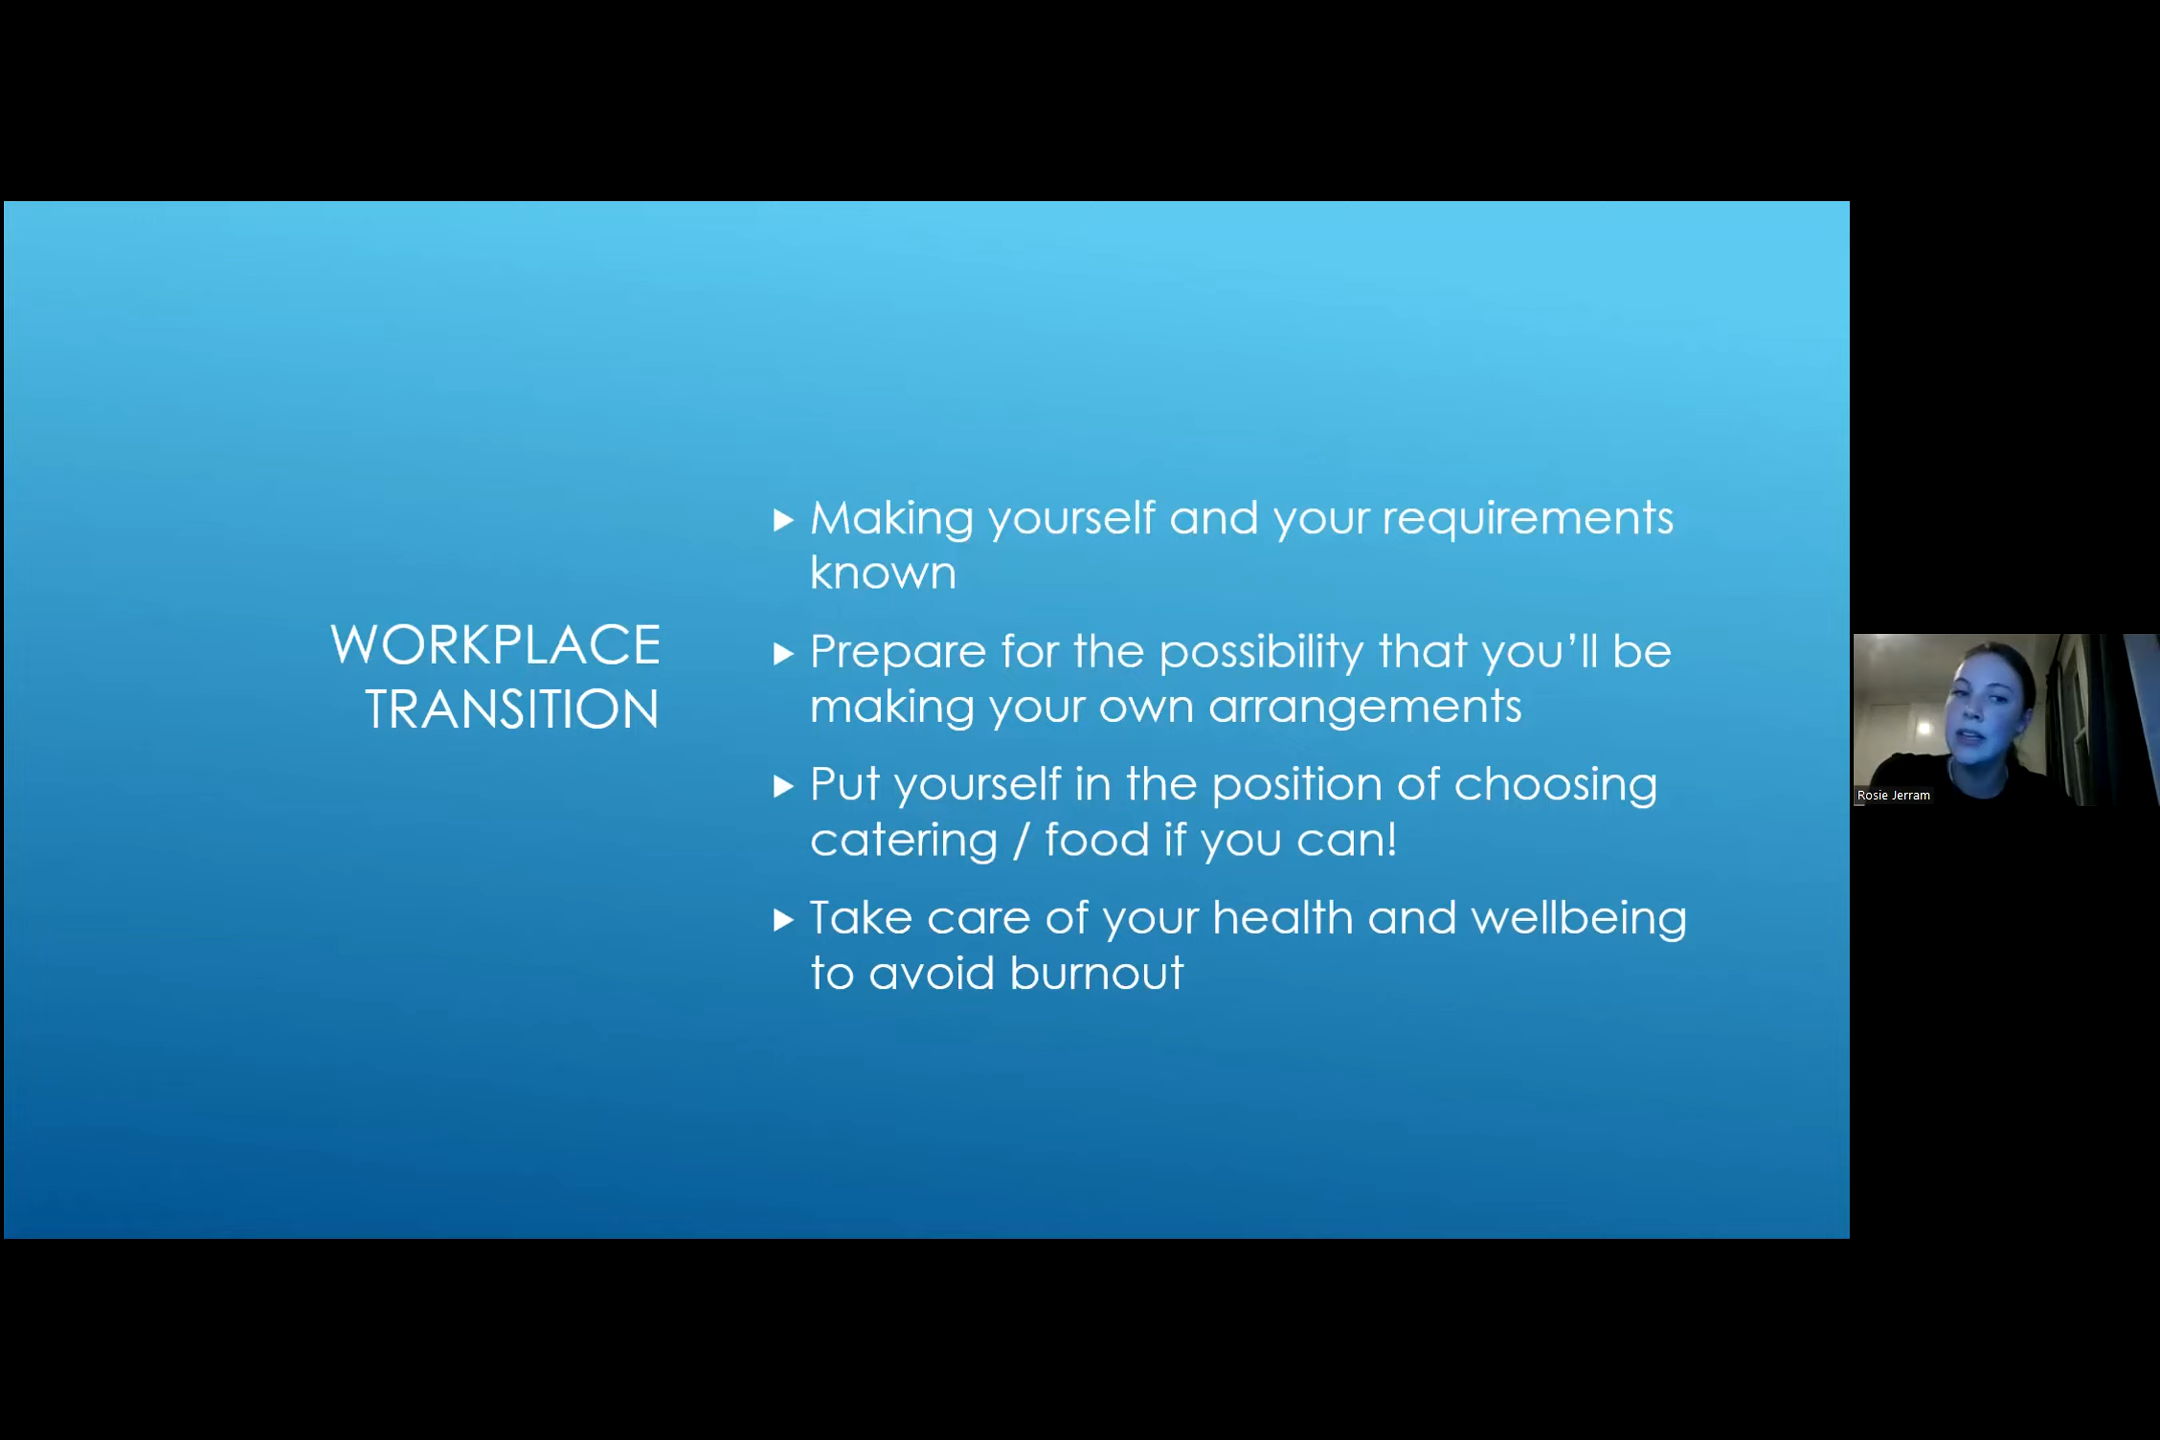 WORKPLACE
TRANSITION
Making yourself and your requirements
known
Prepare for the possibility that you’ll be
making your own arrangements
Put yourself in the position of choosing
catering / food if you can!
Take care of your health and wellbeing
to avoid burnout
Rosie Jerram